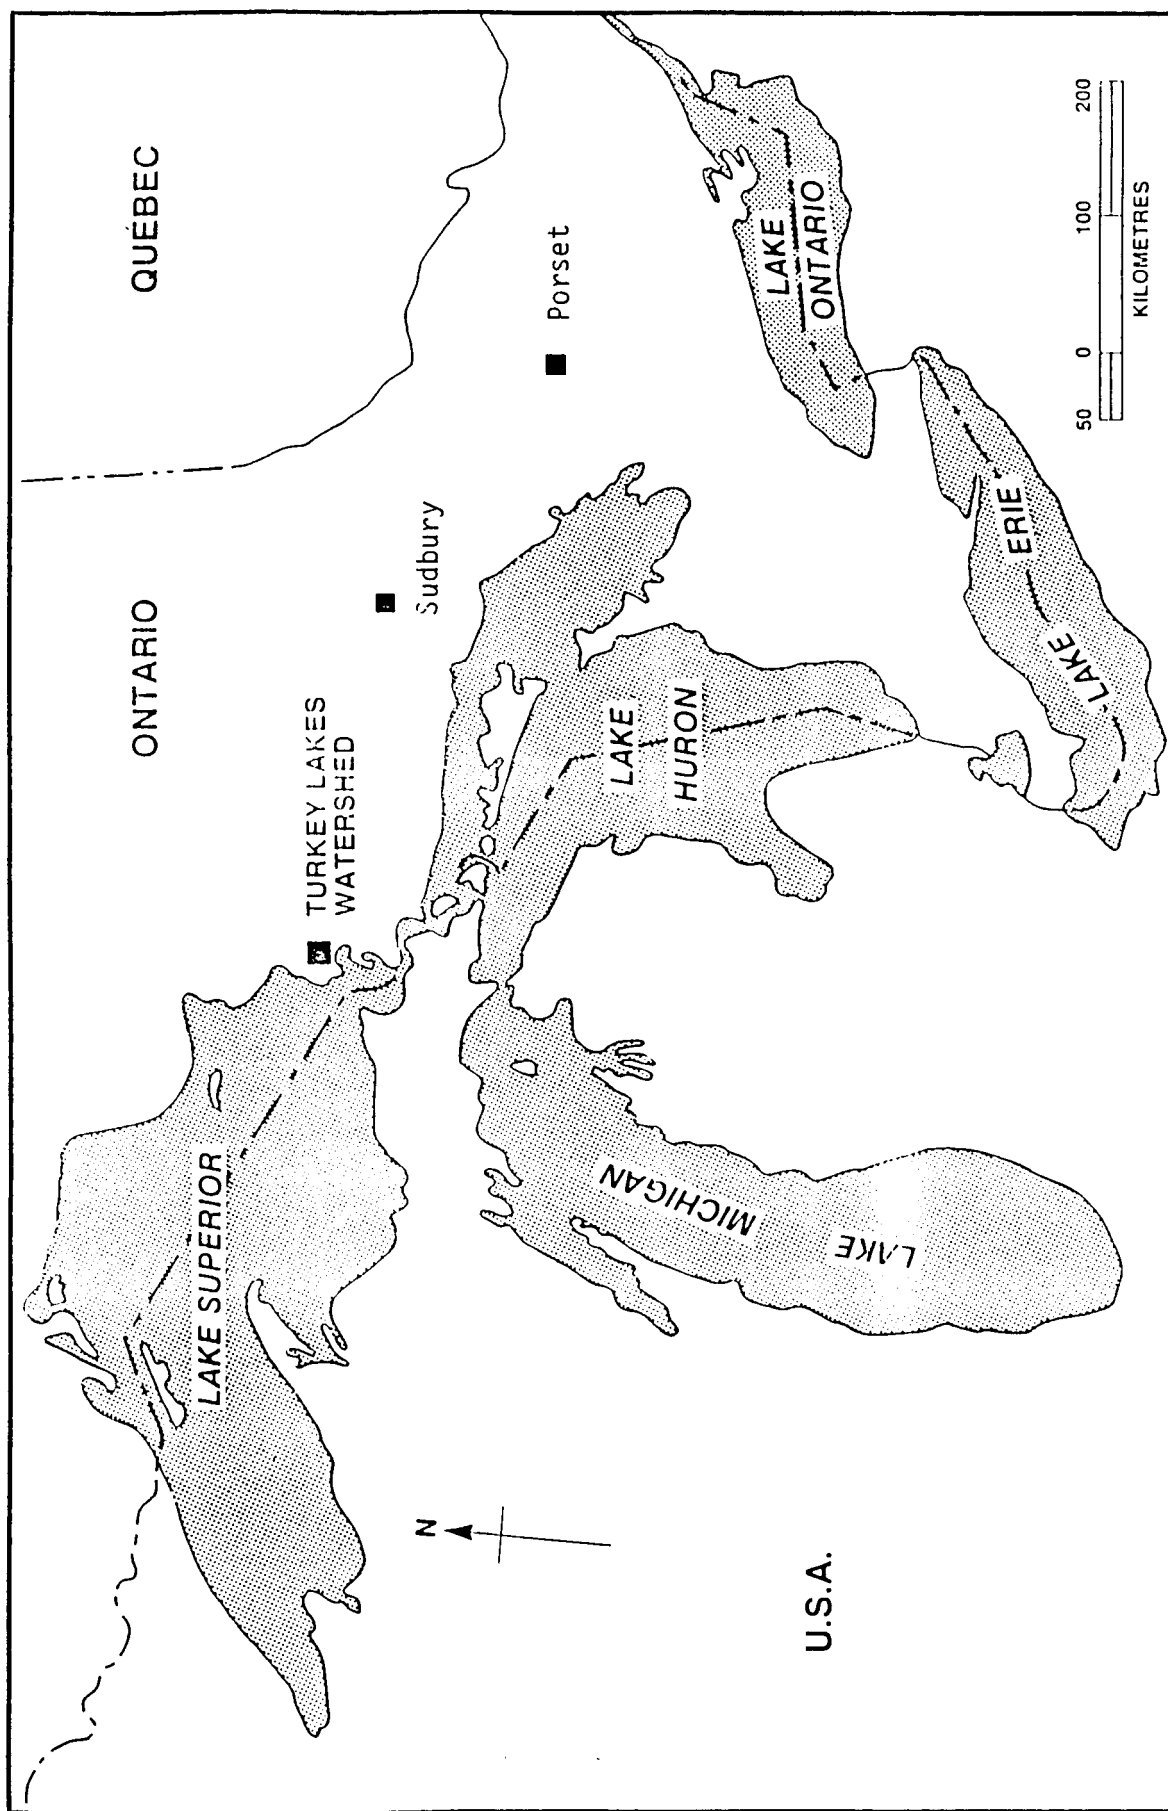 QUÉBEC
ONTARIO
TURKEY LAKES
WATERSHED
Sudbury
Porset
LAKE SUPERIOR
LAKE
HURON
LAKE
MICHIGAN
LAKE
ONTARIO
LAKE
ERIE
N
U.S.A.
50 0 100 200
KILOMETRES